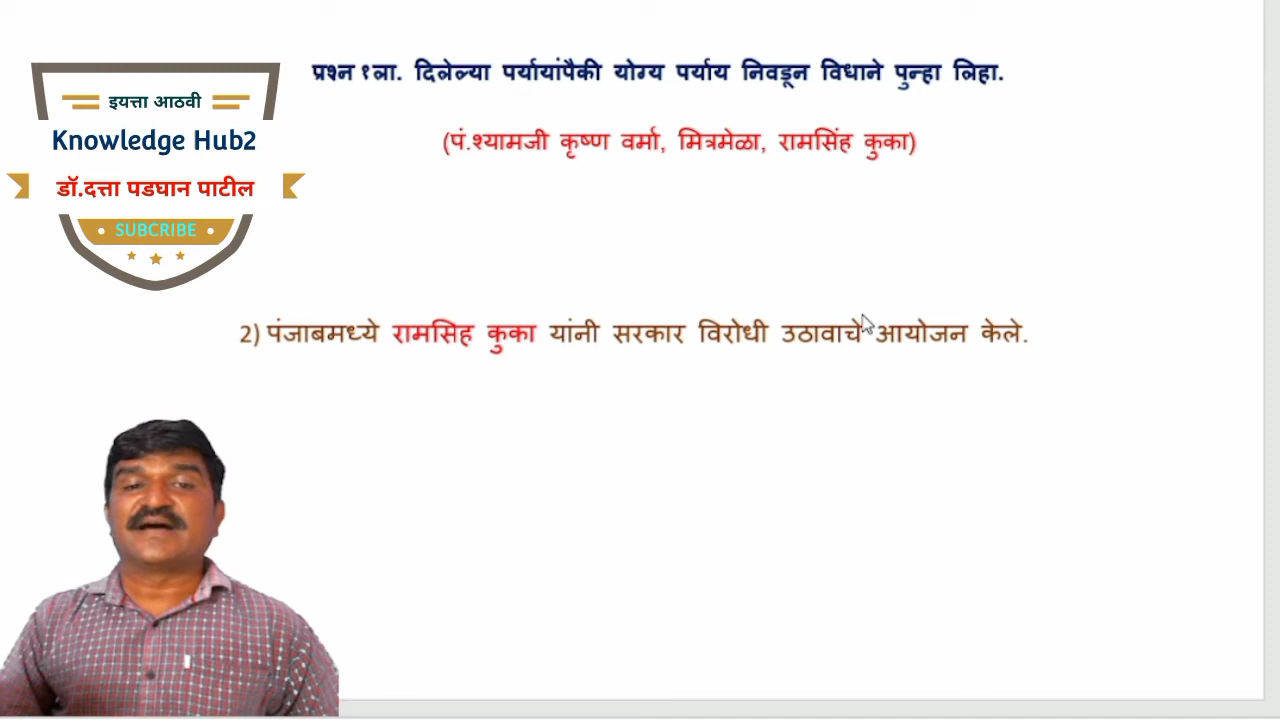 प्रश्न १ला. दिलेल्या पर्यायांपैकी योग्य पर्याय निवडून विधाने पुन्हा लिहा.
इयत्ता आठवी
Knowledge Hub2
(पं.श्यामजी कृष्ण वर्मा, मित्रमेळा, रामसिंह कुका)
डॉ.दत्ता पडघान पाटील
SUBCRIBE
2) पंजाबमध्ये रामसिह कुका यांनी सरकार विरोधी उठावाचे आयोजन केले.